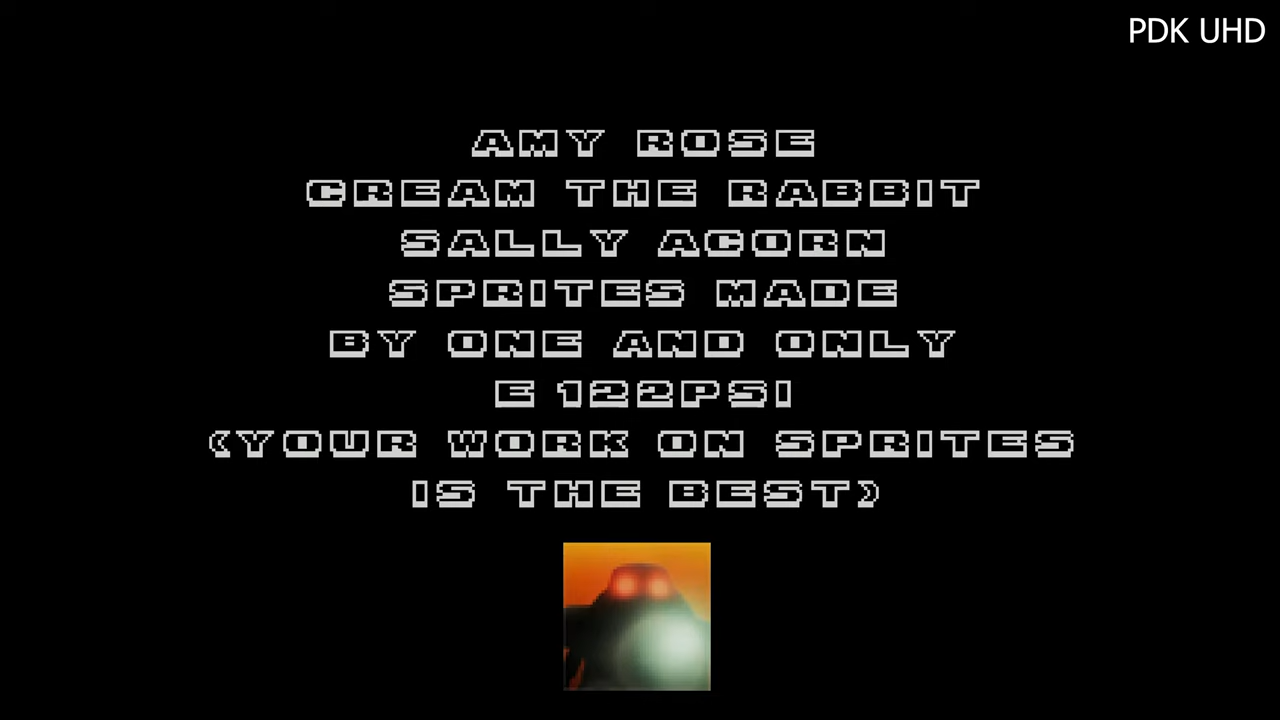 PDK UHD
AMY ROSE
CREAM THE RABBIT
SALLY ACORN
SPRITES MADE
BY ONE AND ONLY
E 122PSI
(YOUR WORK ON SPRITES
IS THE BEST)